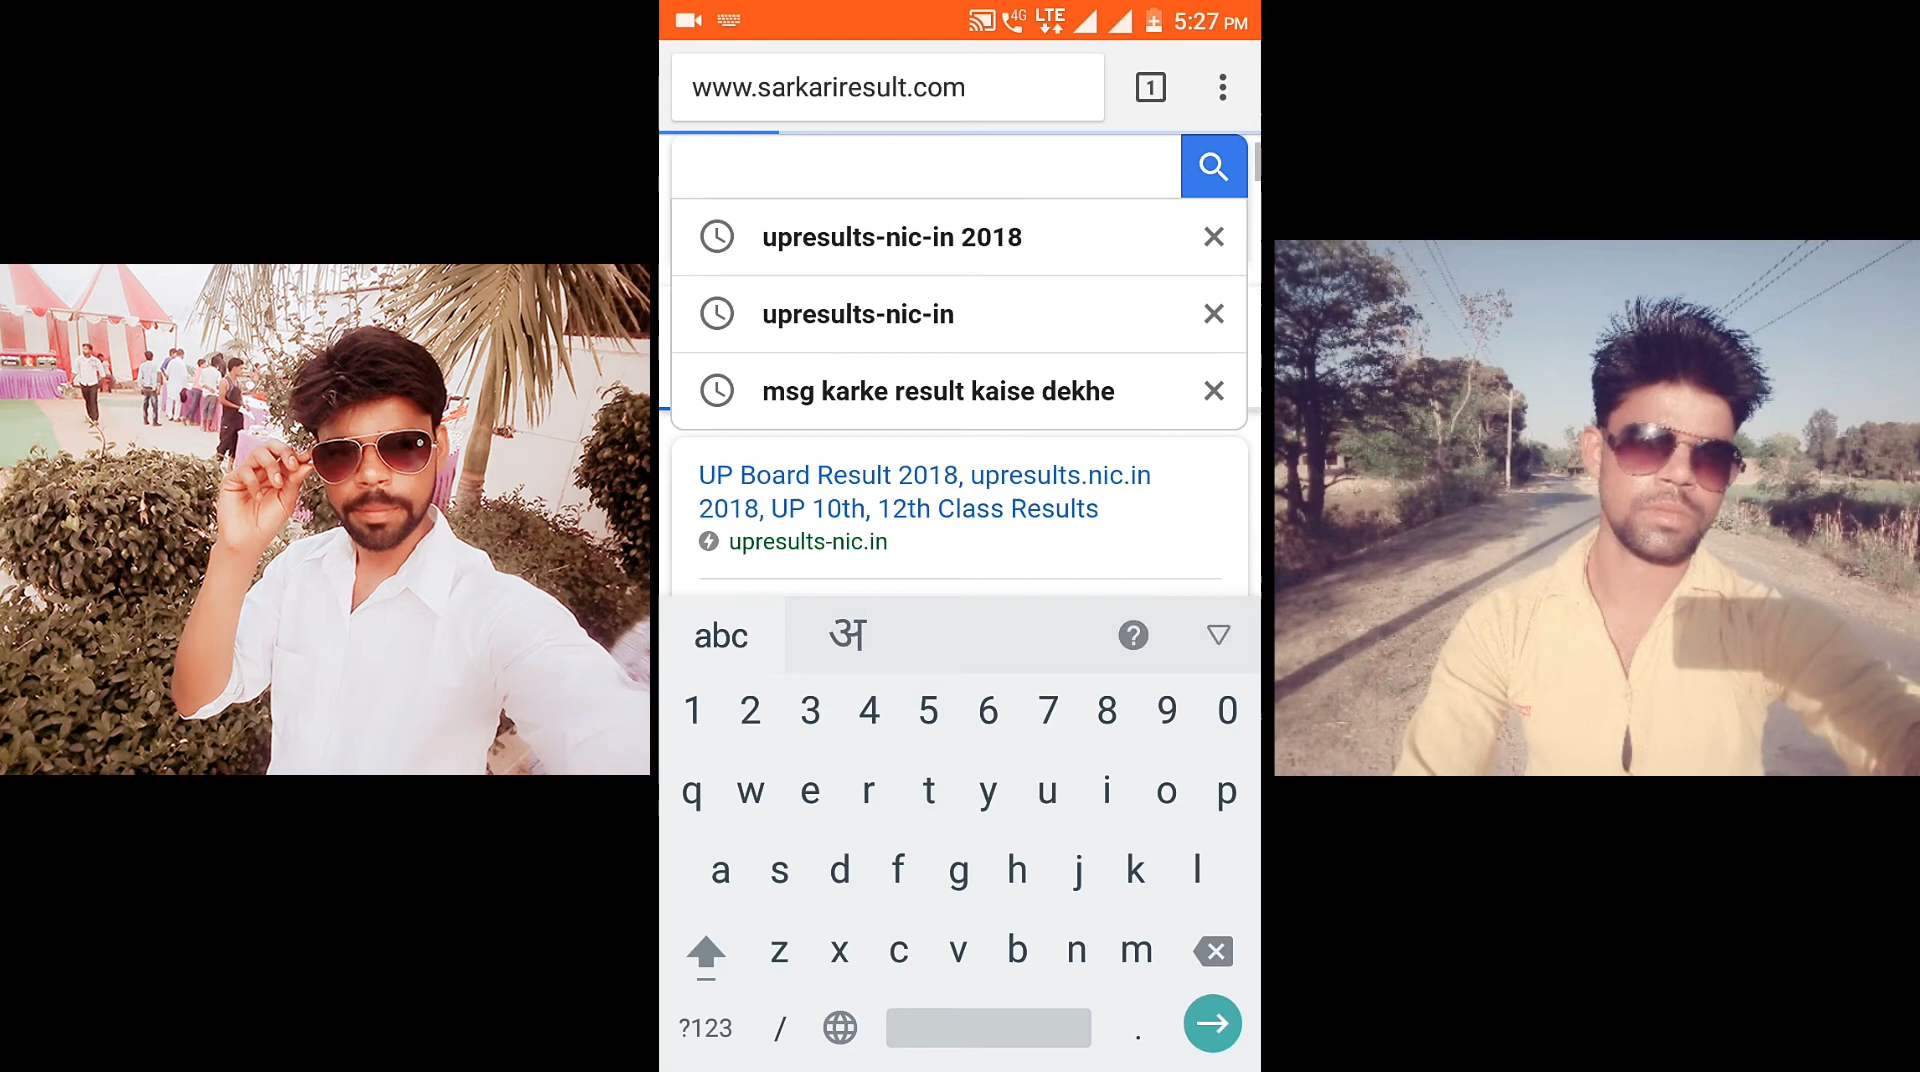 4G LTE 5:27 PM
www.sarkariresult.com 1
upresults-nic-in 2018
upresults-nic-in
msg karke result kaise dekhe
UP Board Result 2018, upresults.nic.in
2018, UP 10th, 12th Class Results
upresults-nic.in
abc अ ?
1 2 3 4 5 6 7 8 9 0
q w e r t y u i o p
a s d f g h j k l
z x c v b n m
?123 / .